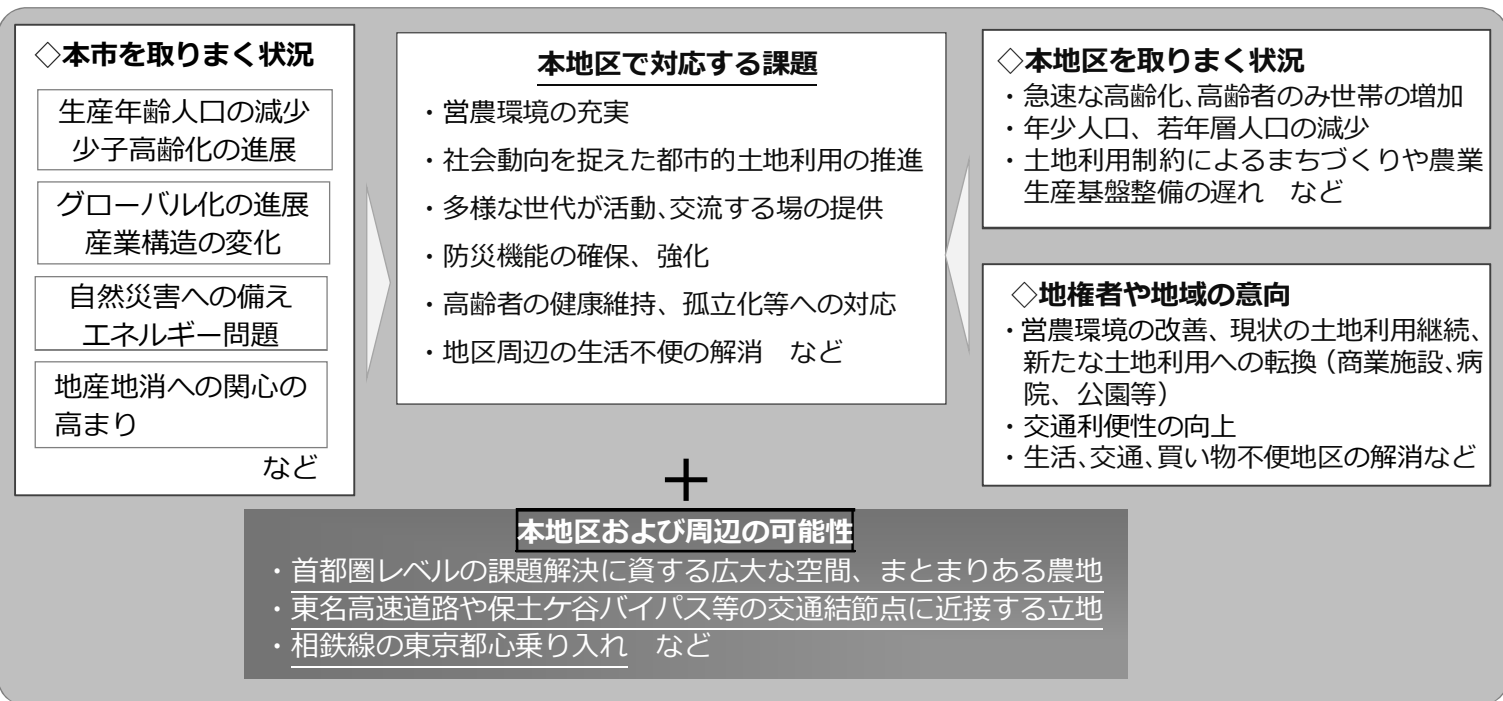 ◇本市を取りまく状況
生産年齢人口の減少
少子高齢化の進展
グローバル化の進展
産業構造の変化
自然災害への備え
エネルギー問題
地産地消への関心の
高まり
など
本地区で対応する課題
・営農環境の充実
・社会動向を捉えた都市的土地利用の推進
・多様な世代が活動、交流する場の提供
・防災機能の確保、強化
・高齢者の健康維持、孤立化等への対応
・地区周辺の生活不便の解消　など
◇本地区を取りまく状況
・急速な高齢化、高齢者のみ世帯の増加
・年少人口、若年層人口の減少
・土地利用制約によるまちづくりや農業
生産基盤整備の遅れ　など
◇地権者や地域の意向
・営農環境の改善、現状の土地利用継続、
新たな土地利用への転換（商業施設、病
院、公園等）
・交通利便性の向上
・生活、交通、買い物不便地区の解消など
＋
本地区および周辺の可能性
・首都圏レベルの課題解決に資する広大な空間、まとまりある農地
・東名高速道路や保土ケ谷バイパス等の交通結節点に近接する立地
・相鉄線の東京都心乗り入れ　など